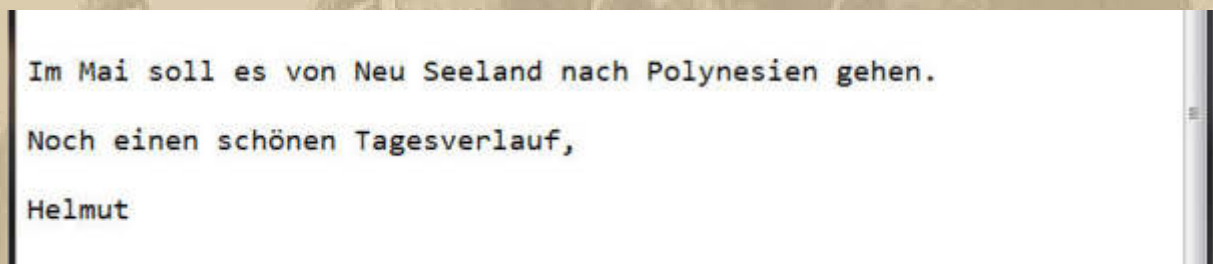 Im Mai soll es von Neu Seeland nach Polynesien gehen.
Noch einen schönen Tagesverlauf,
Helmut